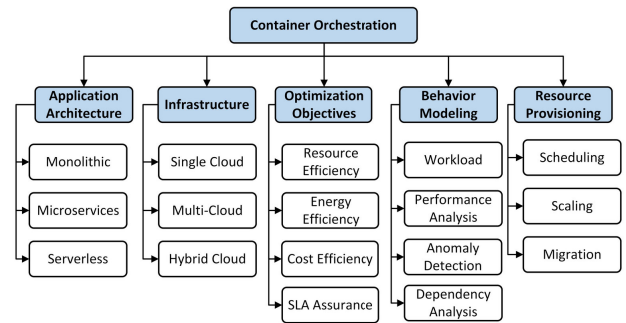 Container Orchestration
Application
Architecture
Monolithic
Microservices
Serverless
Infrastructure
Single Cloud
Multi-Cloud
Hybrid Cloud
Optimization
Objectives
Resource
Efficiency
Energy
Efficiency
Cost Efficiency
SLA Assurance
Behavior
Modeling
Workload
Performance
Analysis
Anomaly
Detection
Dependency
Analysis
Resource
Provisioning
Scheduling
Scaling
Migration